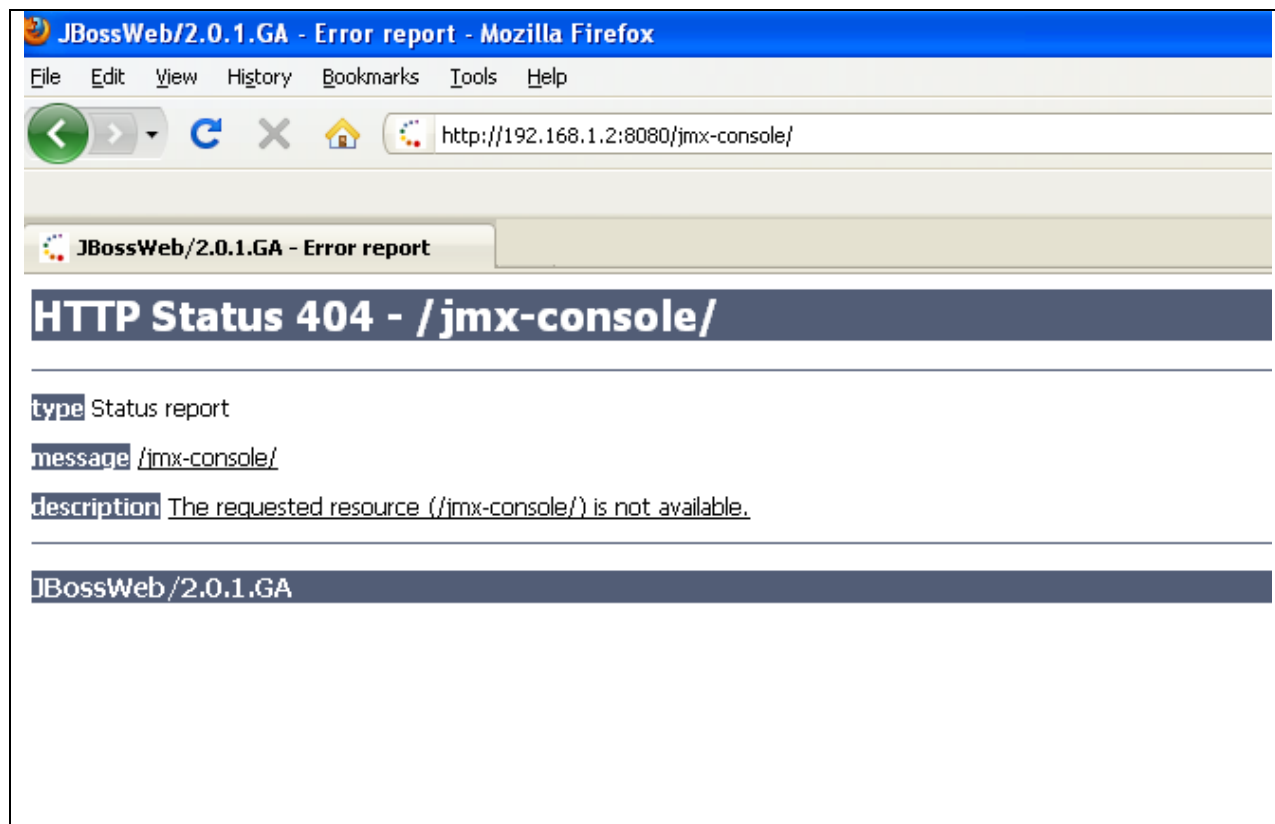 JBossWeb/2.0.1.GA - Error report - Mozilla Firefox
File Edit View History Bookmarks Tools Help
http://192.168.1.2:8080/jmx-console/
JBossWeb/2.0.1.GA - Error report
HTTP Status 404 - /jmx-console/
type Status report
message /jmx-console/
description The requested resource (/jmx-console/) is not available.
JBossWeb/2.0.1.GA